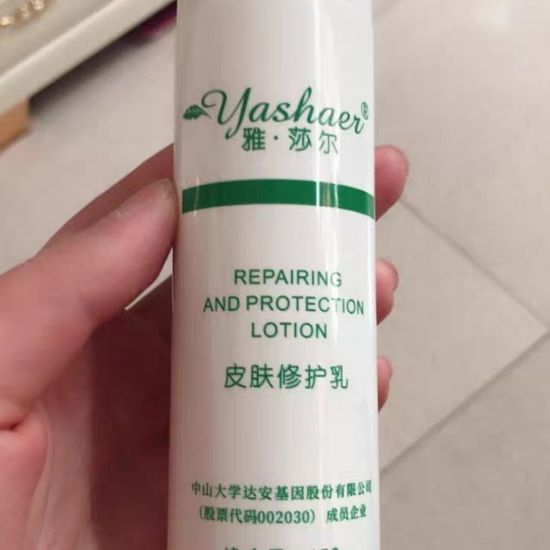 Yashaer®
雅·莎尔
REPAIRING
AND PROTECTION
LOTION
皮肤修护乳
中山大学达安基因股份有限公司
(股票代码002030) 成员企业